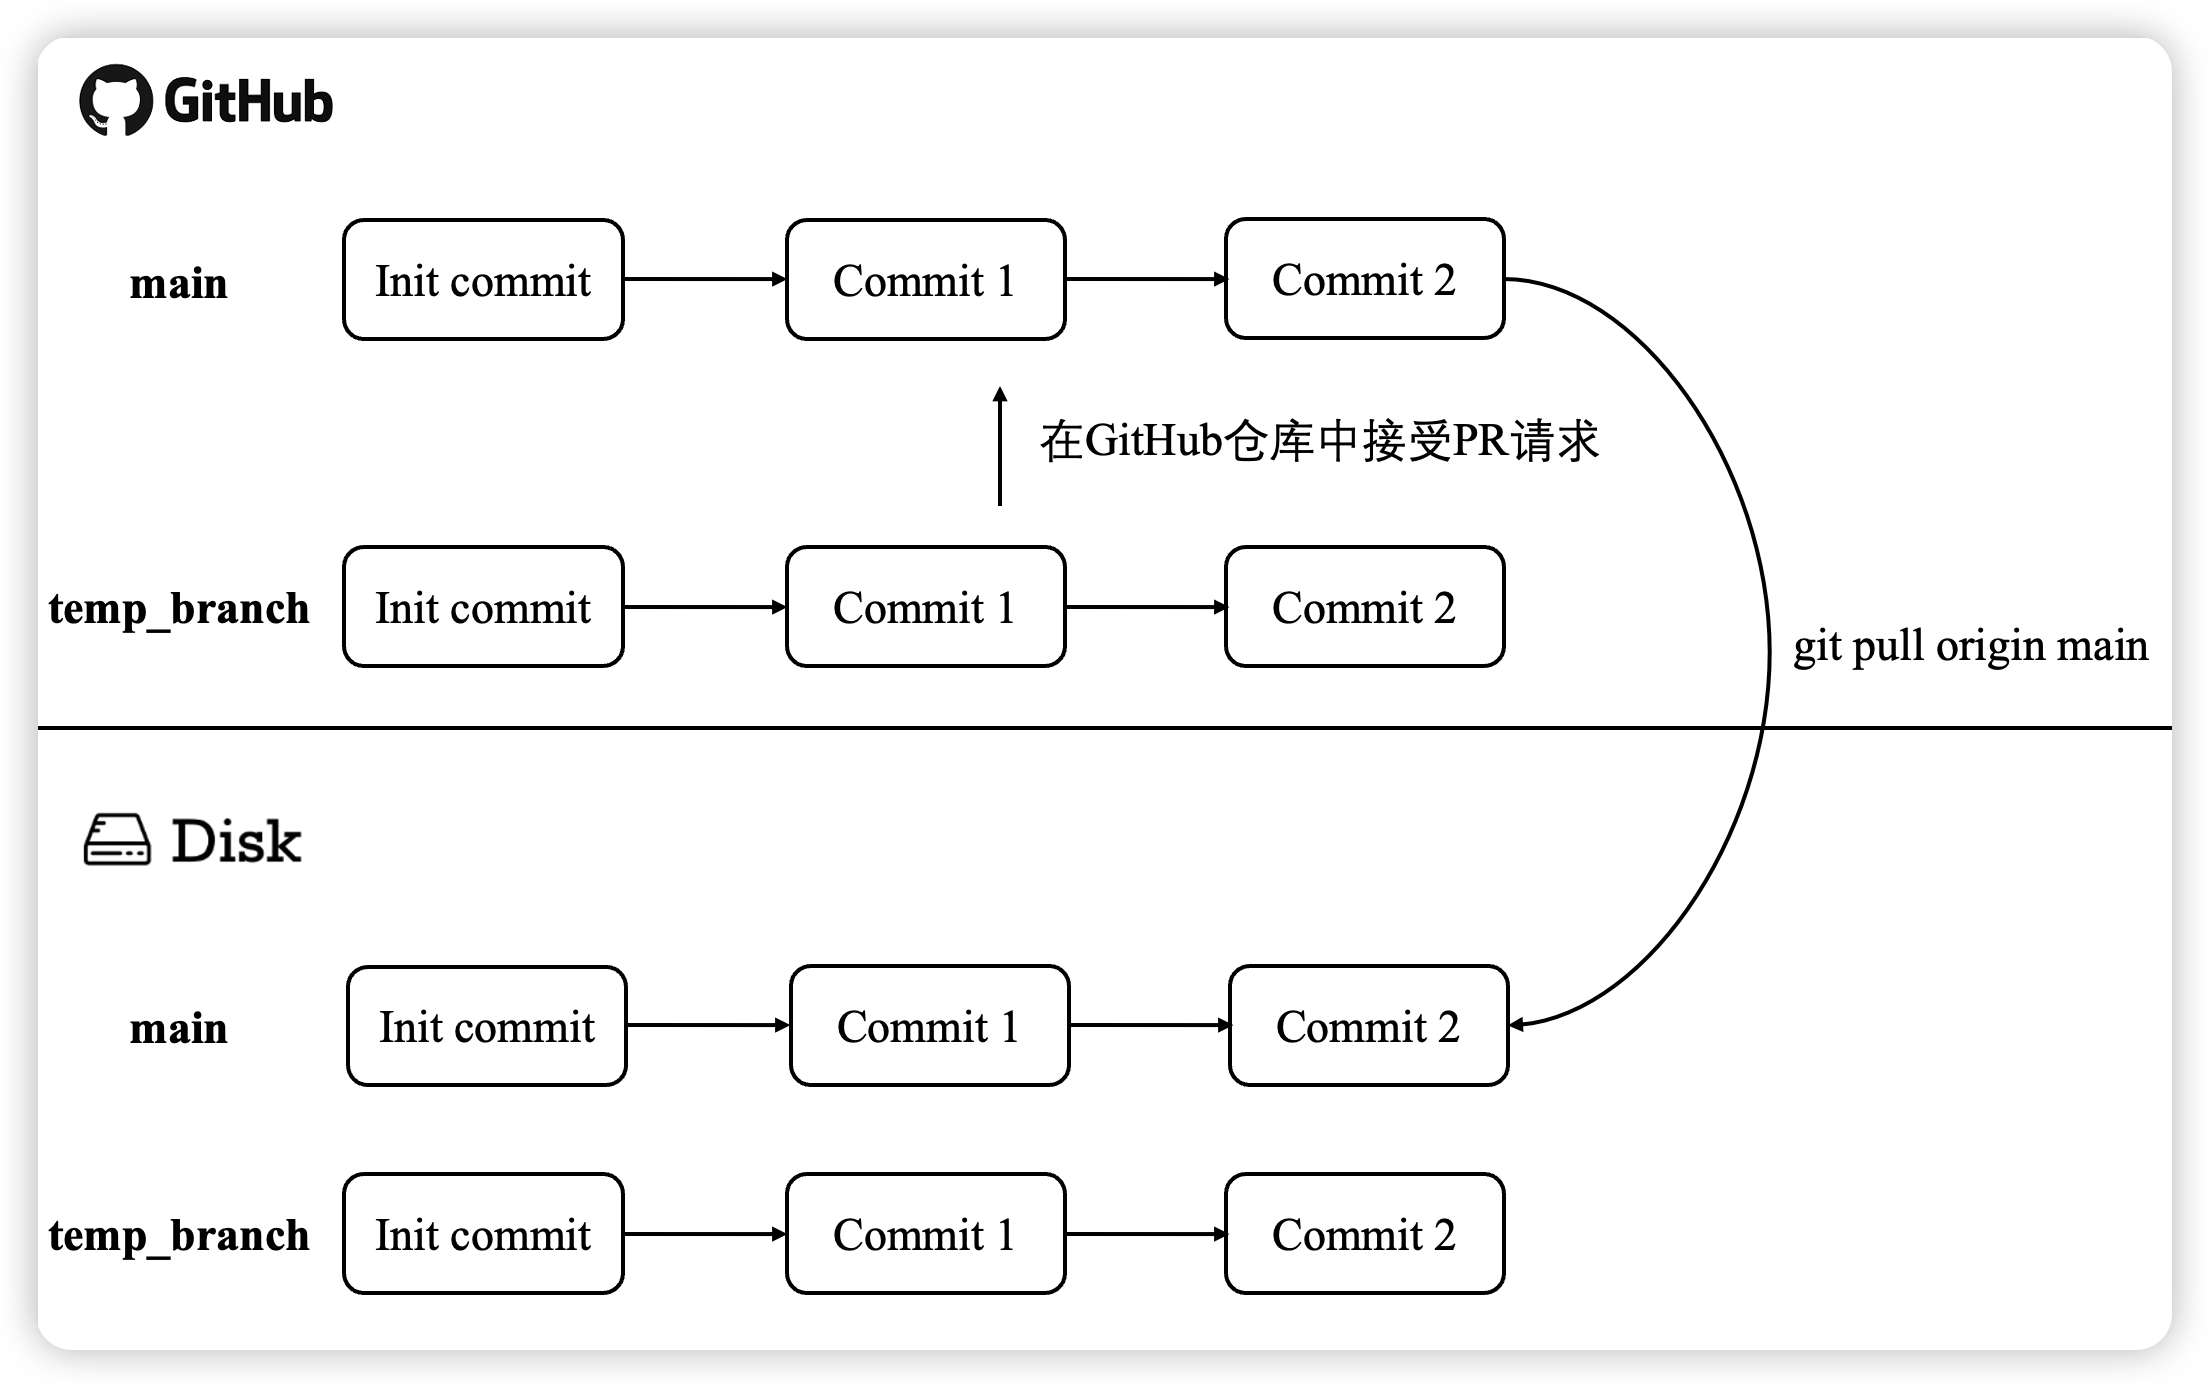 GitHub
main
Init commit
Commit 1
Commit 2
在GitHub仓库中接受PR请求
temp_branch
Init commit
Commit 1
Commit 2
git pull origin main
Disk
main
Init commit
Commit 1
Commit 2
temp_branch
Init commit
Commit 1
Commit 2